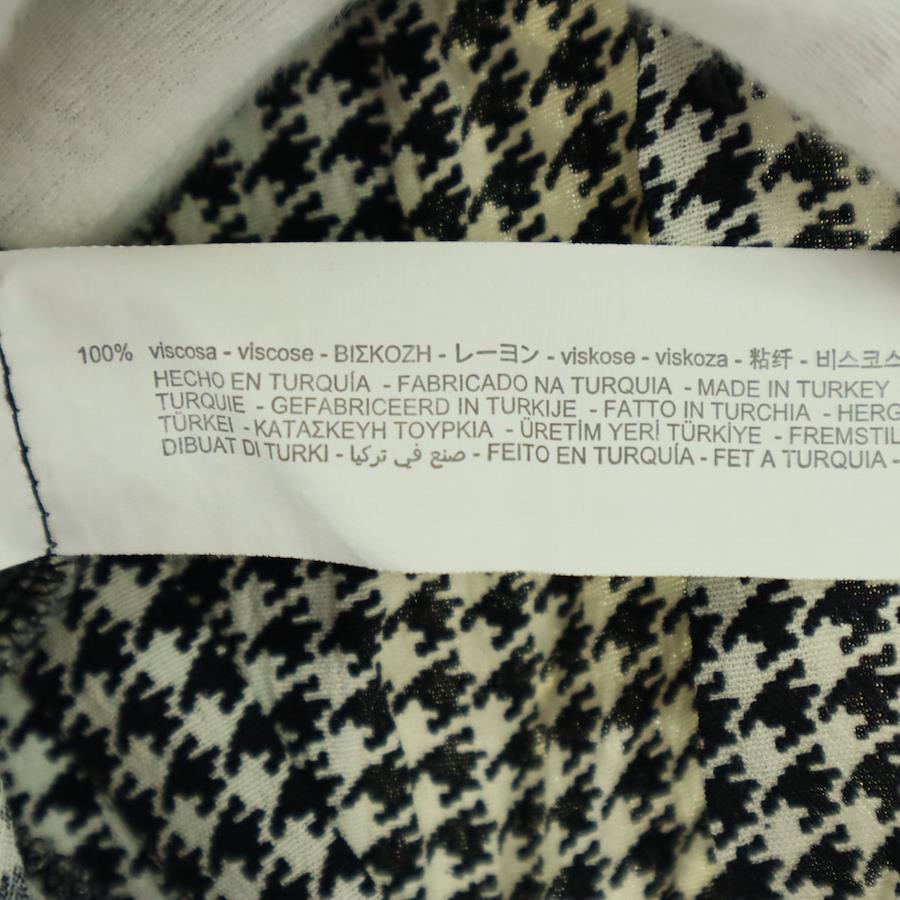 100% viscosa - viscose - ΒΙΣΚΟΖΗ - レーヨン - viskose - viskoza - 粘纤 - 비스코스
HECHO EN TURQUÍA - FABRICADO NA TURQUIA - MADE IN TURKEY
TURQUIE - GEFABRICEERD IN TURKIJE - FATTO IN TURCHIA - HERG
TÜRKEI - ΚΑΤΑΣΚΕΥΗ ΤΟΥΡΚΙΑ - ÜRETİM YERİ TÜRKİYE - FREMSTIL
DIBUAT DI TURKI - صنع في تركيا - FEITO EN TURQUÍA - FET A TURQUIA -